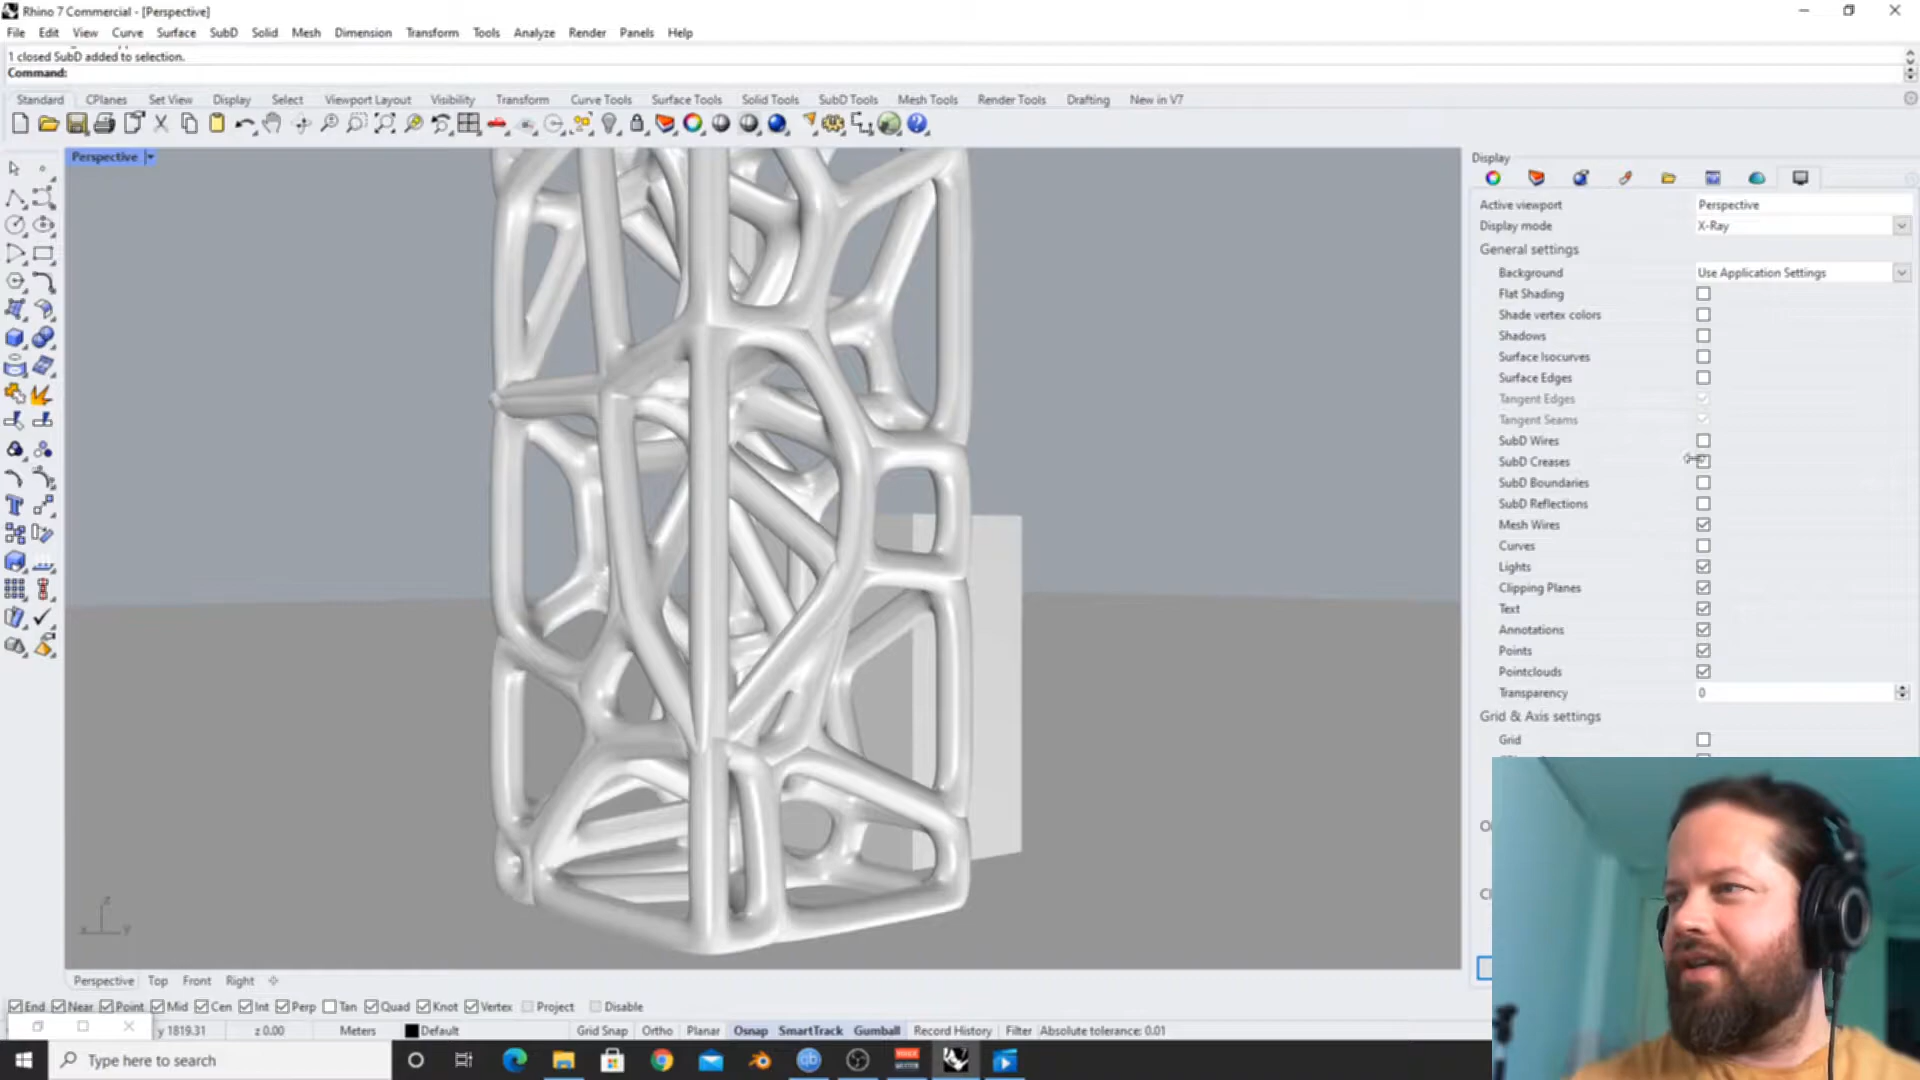 Rhino 7 Commercial - [Perspective]
File Edit View Curve Surface SubD Solid Mesh Dimension Transform Tools Analyze Render Panels Help
1 closed SubD added to selection.
Command:
Standard CPlanes Set View Display Select Viewport Layout Visibility Transform Curve Tools Surface Tools Solid Tools SubD Tools Mesh Tools Render Tools Drafting New in V7
Perspective
Display
Active viewport Perspective
Display mode X-Ray
General settings
Background Use Application Settings
Flat Shading
Shade vertex colors
Shadows
Surface Isocurves
Surface Edges
Tangent Edges
Tangent Seams
SubD Wires
SubD Creases
SubD Boundaries
SubD Reflections
Mesh Wires
Curves
Lights
Clipping Planes
Text
Annotations
Points
Pointclouds
Transparency 0
Grid & Axis settings
Grid
z
x y
Perspective Top Front Right
End Near Point Mid Cen Int Perp Tan Quad Knot Vertex Project Disable
y 1819.31 z 0.00 Meters Default Grid Snap Ortho Planar Osnap SmartTrack Gumball Record History Filter Absolute tolerance: 0.01
Type here to search